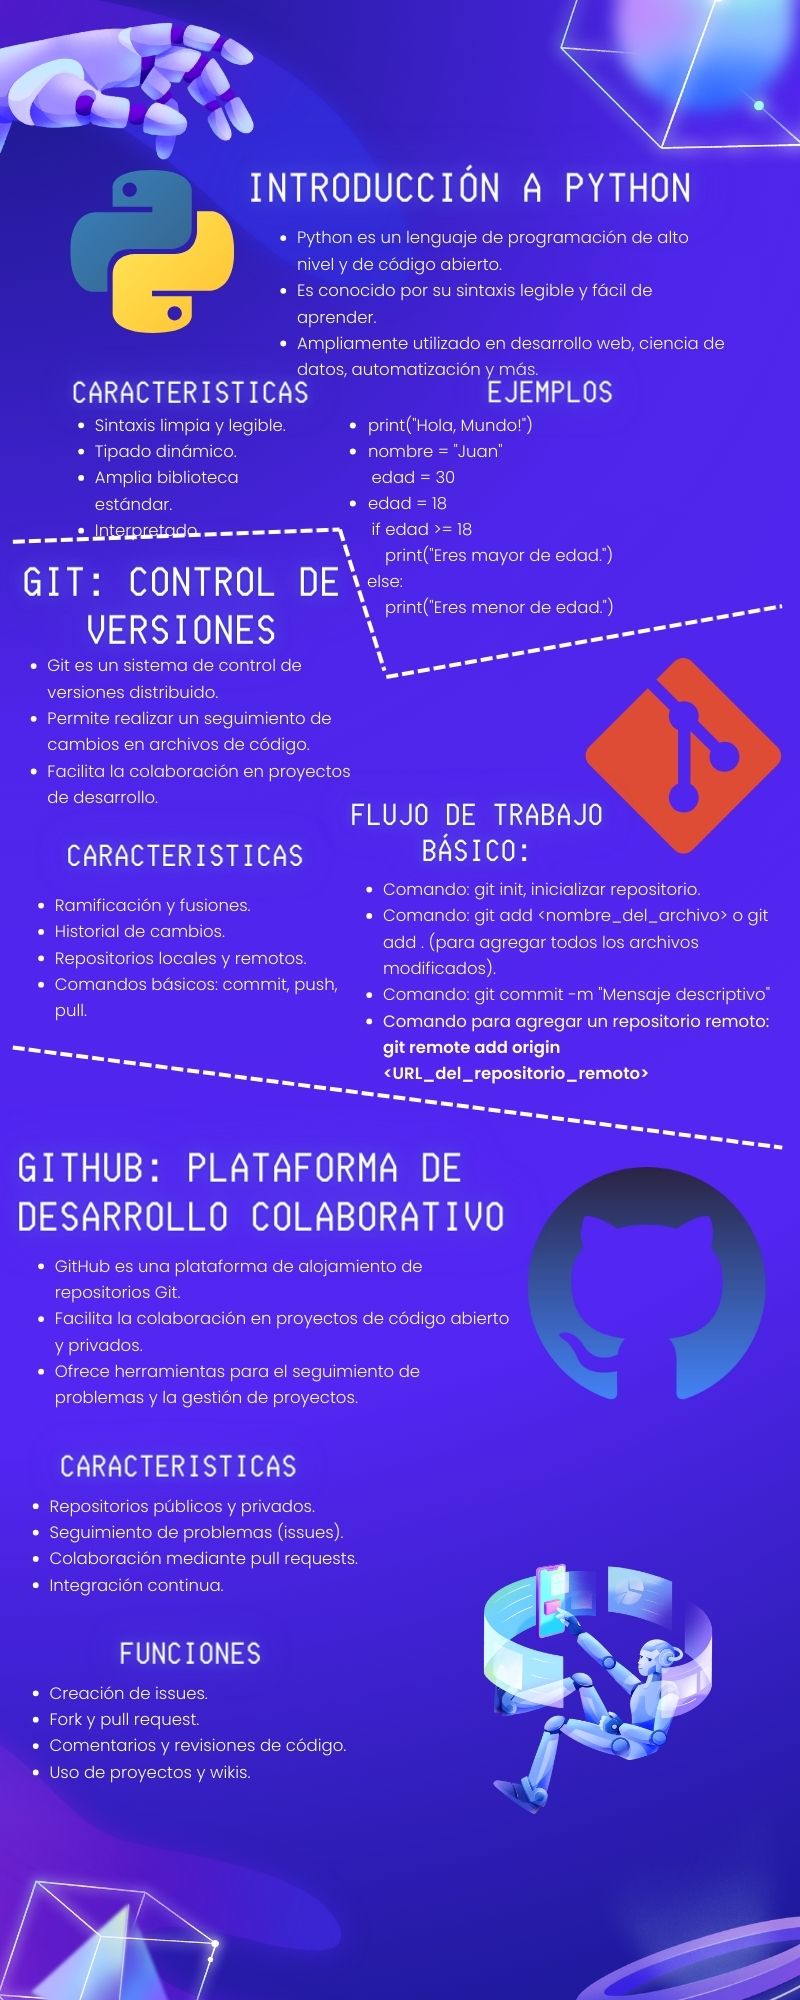 INTRODUCCIÓN A PYTHON
Python es un lenguaje de programación de alto
nivel y de código abierto.
Es conocido por su sintaxis legible y fácil de
aprender.
Ampliamente utilizado en desarrollo web, ciencia de
datos, automatización y más.
CARACTERISTICAS
Sintaxis limpia y legible.
Tipado dinámico.
Amplia biblioteca
estándar.
Interpretado
EJEMPLOS
print("Hola, Mundo!")
nombre = "Juan"
edad = 30
edad = 18
if edad >= 18
print("Eres mayor de edad.")
else:
print("Eres menor de edad.")
GIT: CONTROL DE
VERSIONES
Git es un sistema de control de
versiones distribuido.
Permite realizar un seguimiento de
cambios en archivos de código.
Facilita la colaboración en proyectos
de desarrollo.
CARACTERISTICAS
Ramificación y fusiones.
Historial de cambios.
Repositorios locales y remotos.
Comandos básicos: commit, push,
pull.
FLUJO DE TRABAJO
BÁSICO:
Comando: git init, inicializar repositorio.
Comando: git add <nombre_del_archivo> o git
add . (para agregar todos los archivos
modificados).
Comando: git commit -m "Mensaje descriptivo"
Comando para agregar un repositorio remoto:
git remote add origin
<URL_del_repositorio_remoto>
GITHUB: PLATAFORMA DE
DESARROLLO COLABORATIVO
GitHub es una plataforma de alojamiento de
repositorios Git.
Facilita la colaboración en proyectos de código abierto
y privados.
Ofrece herramientas para el seguimiento de
problemas y la gestión de proyectos.
CARACTERISTICAS
Repositorios públicos y privados.
Seguimiento de problemas (issues).
Colaboración mediante pull requests.
Integración continua.
FUNCIONES
Creación de issues.
Fork y pull request.
Comentarios y revisiones de código.
Uso de proyectos y wikis.